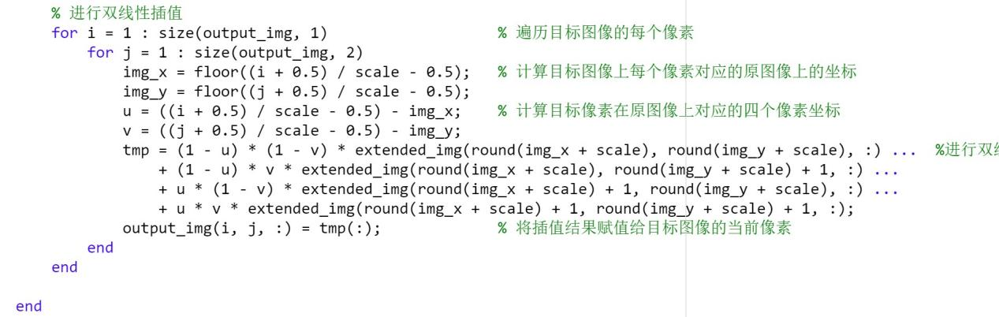 % 进行双线性插值
for i = 1 : size(output_img, 1) % 遍历目标图像的每个像素
for j = 1 : size(output_img, 2)
img_x = floor((i + 0.5) / scale - 0.5); % 计算目标图像上每个像素对应的原图像上的坐标
img_y = floor((j + 0.5) / scale - 0.5);
u = ((i + 0.5) / scale - 0.5) - img_x; % 计算目标像素在原图像上对应的四个像素坐标
v = ((j + 0.5) / scale - 0.5) - img_y;
tmp = (1 - u) * (1 - v) * extended_img(round(img_x + scale), round(img_y + scale), :) ... %进行双
+ (1 - u) * v * extended_img(round(img_x + scale), round(img_y + scale) + 1, :) ...
+ u * (1 - v) * extended_img(round(img_x + scale) + 1, round(img_y + scale), :) ...
+ u * v * extended_img(round(img_x + scale) + 1, round(img_y + scale) + 1, :);
output_img(i, j, :) = tmp(:); % 将插值结果赋值给目标图像的当前像素
end
end
end